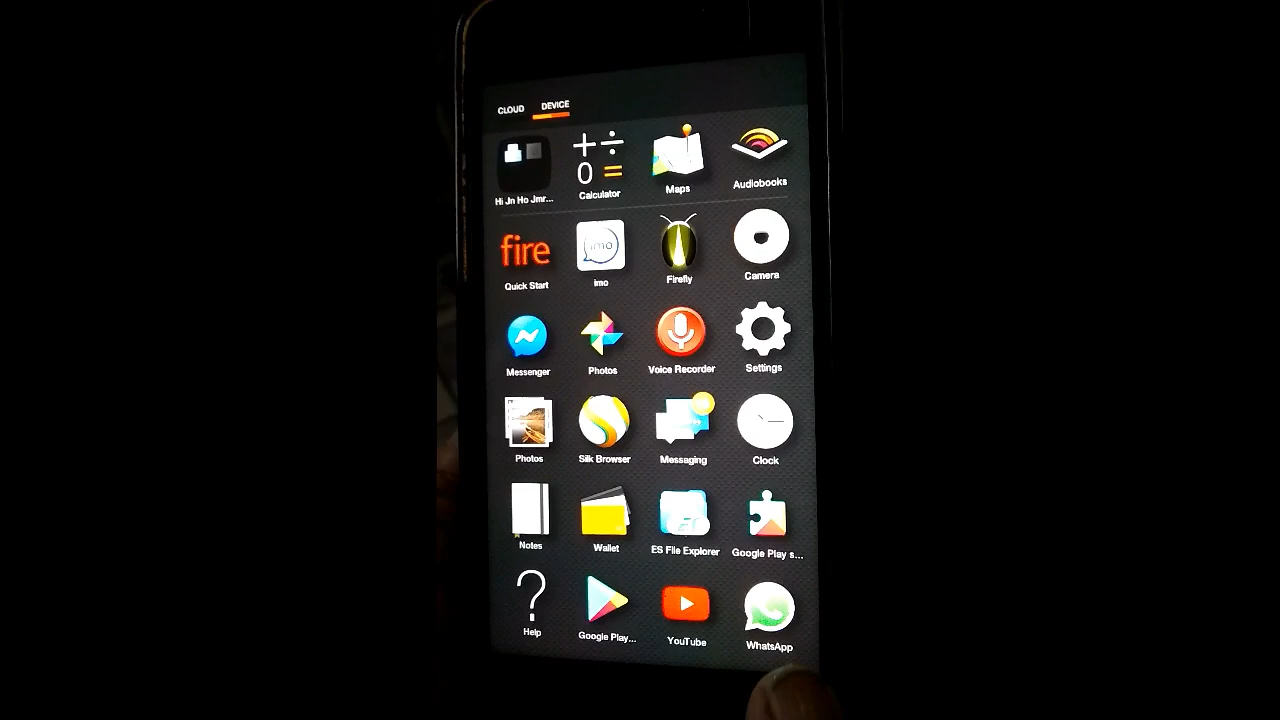 CLOUD DEVICE
Hi Jn Ho Jmr... Calculator Maps Audiobooks
fire
imo
Quick Start imo Firefly Camera
Messenger Photos Voice Recorder Settings
Photos Silk Browser Messaging Clock
Notes Wallet ES File Explorer Google Play s...
Help Google Play... YouTube WhatsApp